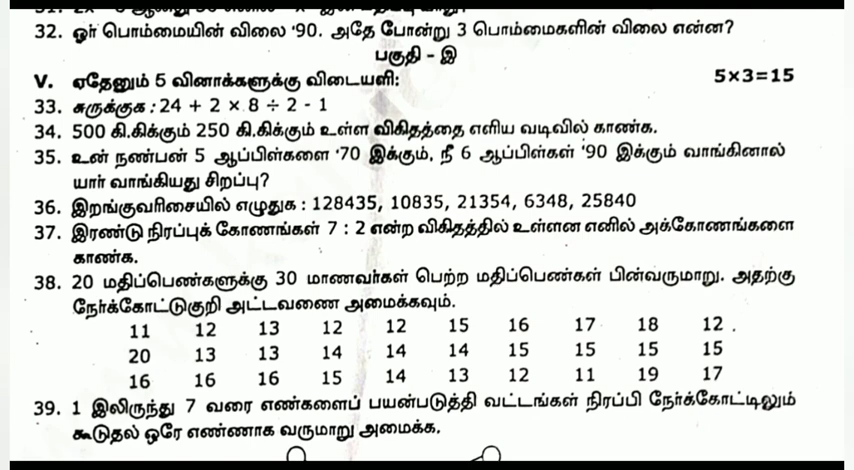 32. ஓர் பொம்மையின் விலை '90. அதே போன்று 3 பொம்மைகளின் விலை என்ன?
பகுதி - இ
V. ஏதேனும் 5 வினாக்களுக்கு விடையளி: 5×3=15
33. சுருக்குக : 24 + 2 × 8 ÷ 2 - 1
34. 500 கி.கிக்கும் 250 கி.கிக்கும் உள்ள விகிதத்தை எளிய வடிவில் காண்க.
35. உன் நண்பன் 5 ஆப்பிள்களை '70 இக்கும், நீ 6 ஆப்பிள்கள் '90 இக்கும் வாங்கினால்
யார் வாங்கியது சிறப்பு?
36. இறங்குவரிசையில் எழுதுக : 128435, 10835, 21354, 6348, 25840
37. இரண்டு நிரப்புக் கோணங்கள் 7 : 2 என்ற விகிதத்தில் உள்ளன எனில் அக்கோணங்களை
காண்க.
38. 20 மதிப்பெண்களுக்கு 30 மாணவர்கள் பெற்ற மதிப்பெண்கள் பின்வருமாறு. அதற்கு
நேர்க்கோட்டுகுறி அட்டவணை அமைக்கவும்.
11 12 13 12 12 15 16 17 18 12 .
20 13 13 14 14 14 15 15 15 15
16 16 16 15 14 13 12 11 19 17
39. 1 இலிருந்து 7 வரை எண்களைப் பயன்படுத்தி வட்டங்கள் நிரப்பி நேர்க்கோட்டிலும்
கூடுதல் ஒரே எண்ணாக வருமாறு அமைக்க.